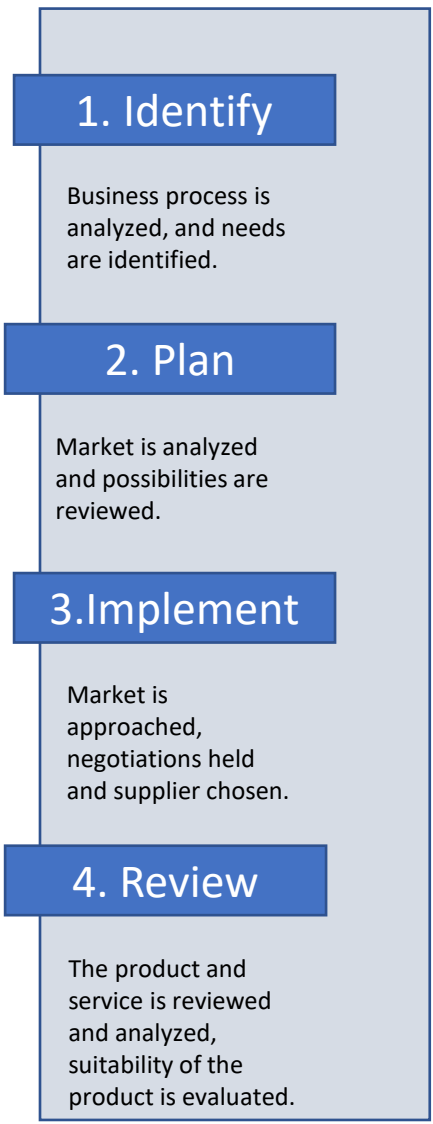 1. Identify
Business process is
analyzed, and needs
are identified.
2. Plan
Market is analyzed
and possibilities are
reviewed.
3.Implement
Market is
approached,
negotiations held
and supplier chosen.
4. Review
The product and
service is reviewed
and analyzed,
suitability of the
product is evaluated.